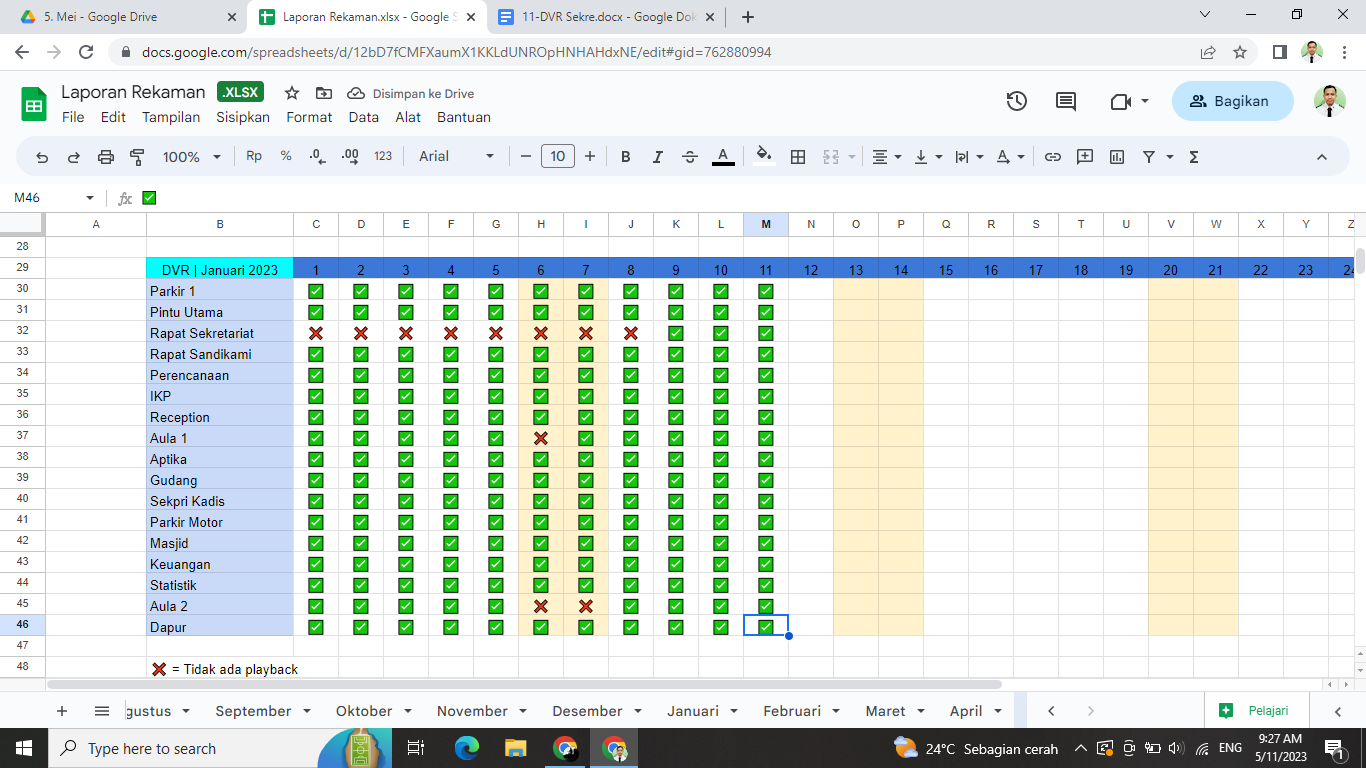 5. Mei - Google Drive
Laporan Rekaman.xlsx - Google S
11-DVR Sekre.docx - Google Dok
docs.google.com/spreadsheets/d/12bD7fCMFXaumX1KKLdUNROpHNHAHdxNE/edit#gid=762880994
Laporan Rekaman .XLSX Disimpan ke Drive
File Edit Tampilan Sisipkan Format Data Alat Bantuan
Bagikan
100% Rp % .0 .00 123 Arial 10 B I S A
M46 fx ✅
A B C D E F G H I J K L M N O P Q R S T U V W X Y Z
28
29 DVR | Januari 2023 1 2 3 4 5 6 7 8 9 10 11 12 13 14 15 16 17 18 19 20 21 22 23 24
30 Parkir 1 ✅ ✅ ✅ ✅ ✅ ✅ ✅ ✅ ✅ ✅ ✅
31 Pintu Utama ✅ ✅ ✅ ✅ ✅ ✅ ✅ ✅ ✅ ✅ ✅
32 Rapat Sekretariat ❌ ❌ ❌ ❌ ❌ ❌ ❌ ❌ ✅ ✅ ✅
33 Rapat Sandikami ✅ ✅ ✅ ✅ ✅ ✅ ✅ ✅ ✅ ✅ ✅
34 Perencanaan ✅ ✅ ✅ ✅ ✅ ✅ ✅ ✅ ✅ ✅ ✅
35 IKP ✅ ✅ ✅ ✅ ✅ ✅ ✅ ✅ ✅ ✅ ✅
36 Reception ✅ ✅ ✅ ✅ ✅ ✅ ✅ ✅ ✅ ✅ ✅
37 Aula 1 ✅ ✅ ✅ ✅ ✅ ❌ ✅ ✅ ✅ ✅ ✅
38 Aptika ✅ ✅ ✅ ✅ ✅ ✅ ✅ ✅ ✅ ✅ ✅
39 Gudang ✅ ✅ ✅ ✅ ✅ ✅ ✅ ✅ ✅ ✅ ✅
40 Sekpri Kadis ✅ ✅ ✅ ✅ ✅ ✅ ✅ ✅ ✅ ✅ ✅
41 Parkir Motor ✅ ✅ ✅ ✅ ✅ ✅ ✅ ✅ ✅ ✅ ✅
42 Masjid ✅ ✅ ✅ ✅ ✅ ✅ ✅ ✅ ✅ ✅ ✅
43 Keuangan ✅ ✅ ✅ ✅ ✅ ✅ ✅ ✅ ✅ ✅ ✅
44 Statistik ✅ ✅ ✅ ✅ ✅ ✅ ✅ ✅ ✅ ✅ ✅
45 Aula 2 ✅ ✅ ✅ ✅ ✅ ❌ ❌ ✅ ✅ ✅ ✅
46 Dapur ✅ ✅ ✅ ✅ ✅ ✅ ✅ ✅ ✅ ✅ ✅
47
48 ❌ = Tidak ada playback
gustus September Oktober November Desember Januari Februari Maret April Pelajari
Type here to search 24°C Sebagian cerah ENG 9:27 AM
5/11/2023 1